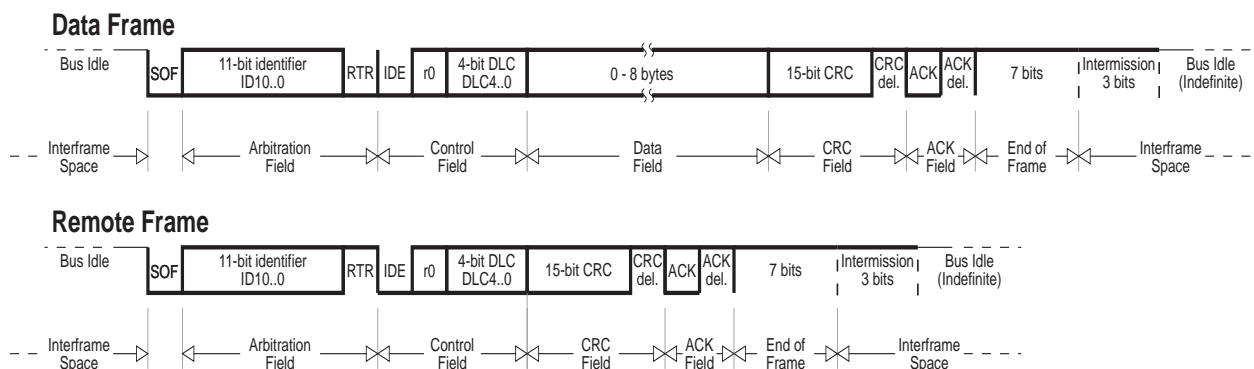 Data Frame
Bus Idle SOF 11-bit identifier RTR IDE r0 4-bit DLC 0 - 8 bytes 15-bit CRC CRC ACK ACK 7 bits Intermission Bus Idle
ID10..0 DLC4..0 del. del. 3 bits (Indefinite)
Interframe Arbitration Control Data CRC ACK End of Interframe
Space Field Field Field Field Field Frame Space
Remote Frame
Bus Idle SOF 11-bit identifier RTR IDE r0 4-bit DLC 15-bit CRC CRC ACK ACK 7 bits Intermission Bus Idle
ID10..0 DLC4..0 del. del. 3 bits (Indefinite)
Interframe Arbitration Control CRC ACK End of Interframe
Space Field Field Field Field Frame Space